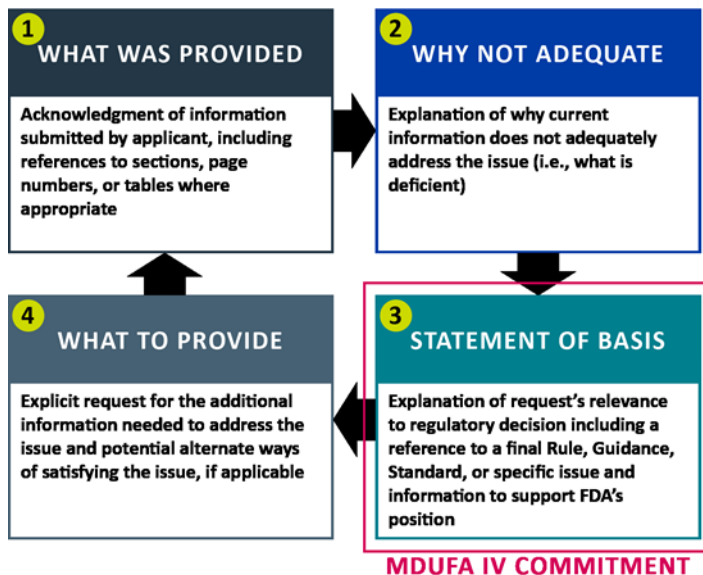 1
WHAT WAS PROVIDED
Acknowledgment of information
submitted by applicant, including
references to sections, page
numbers, or tables where
appropriate
2
WHY NOT ADEQUATE
Explanation of why current
information does not adequately
address the issue (i.e., what is
deficient)
3
STATEMENT OF BASIS
Explanation of request’s relevance
to regulatory decision including a
reference to a final Rule, Guidance,
Standard, or specific issue and
information to support FDA’s
position
MDUFA IV COMMITMENT
4
WHAT TO PROVIDE
Explicit request for the additional
information needed to address the
issue and potential alternate ways
of satisfying the issue, if applicable